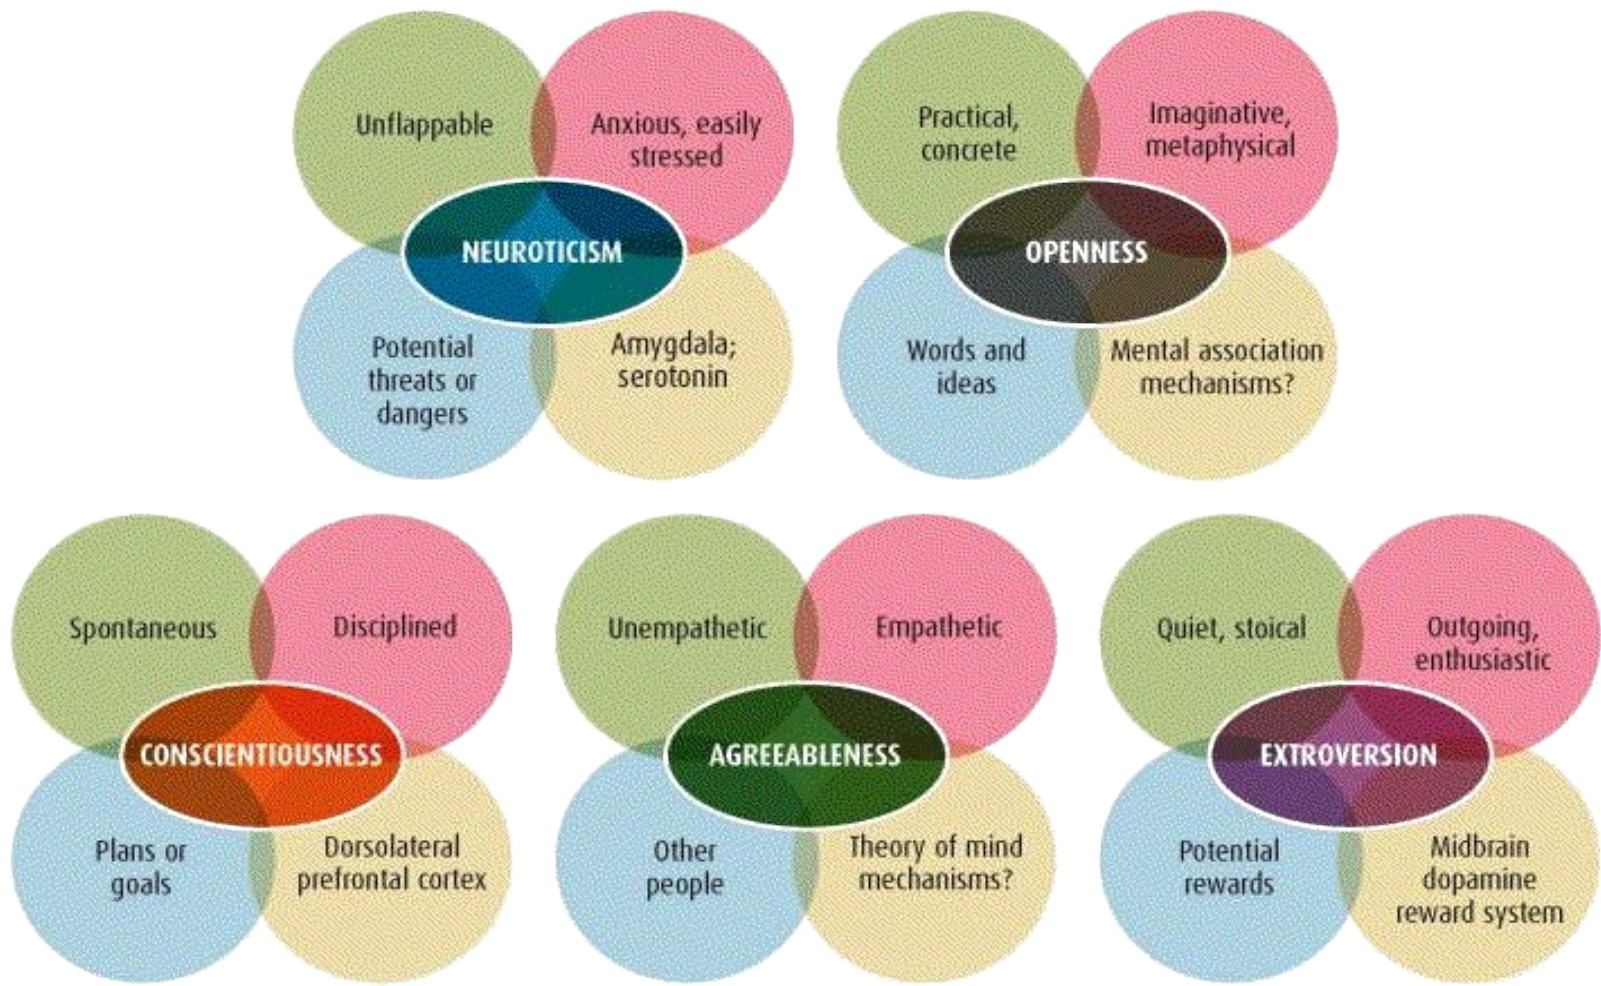 Unflappable
Anxious, easily
stressed
NEUROTICISM
Potential
threats or
dangers
Amygdala;
serotonin
Practical,
concrete
Imaginative,
metaphysical
OPENNESS
Words and
ideas
Mental association
mechanisms?
Spontaneous
Disciplined
CONSCIENTIOUSNESS
Plans or
goals
Dorsolateral
prefrontal cortex
Unempathetic
Empathetic
AGREEABLENESS
Other
people
Theory of mind
mechanisms?
Quiet, stoical
Outgoing,
enthusiastic
EXTROVERSION
Potential
rewards
Midbrain
dopamine
reward system